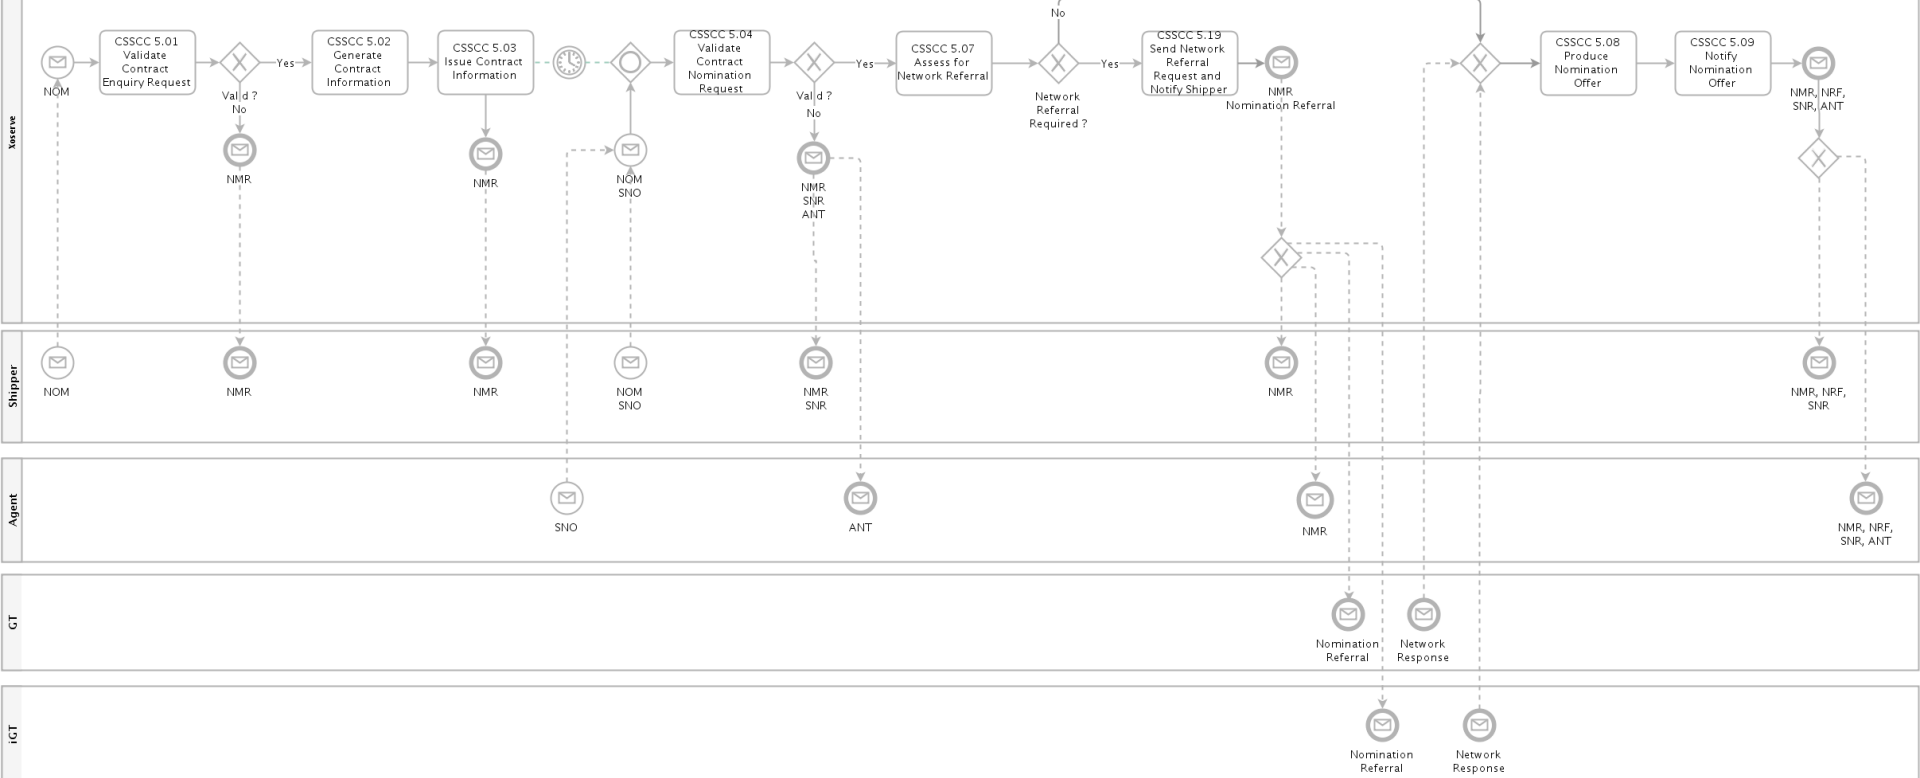 Xoserve
NOM
CSSCC 5.01
Validate
Contract
Enquiry Request
Valid ?
No
Yes
NMR
CSSCC 5.02
Generate
Contract
Information
CSSCC 5.03
Issue Contract
Information
NMR
NOM
SNO
CSSCC 5.04
Validate
Contract
Nomination
Request
Valid ?
No
Yes
NMR
SNR
ANT
CSSCC 5.07
Assess for
Network Referral
No
Network
Referral
Required ?
Yes
CSSCC 5.19
Send Network
Referral
Request and
Notify Shipper
NMR
Nomination Referral
CSSCC 5.08
Produce
Nomination
Offer
CSSCC 5.09
Notify
Nomination
Offer
NMR, NRF,
SNR, ANT
Shipper
NOM
NMR
NMR
NOM
SNO
NMR
SNR
NMR
NMR, NRF,
SNR
Agent
SNO
ANT
NMR
NMR, NRF,
SNR, ANT
GT
Nomination
Referral
Network
Response
iGT
Nomination
Referral
Network
Response